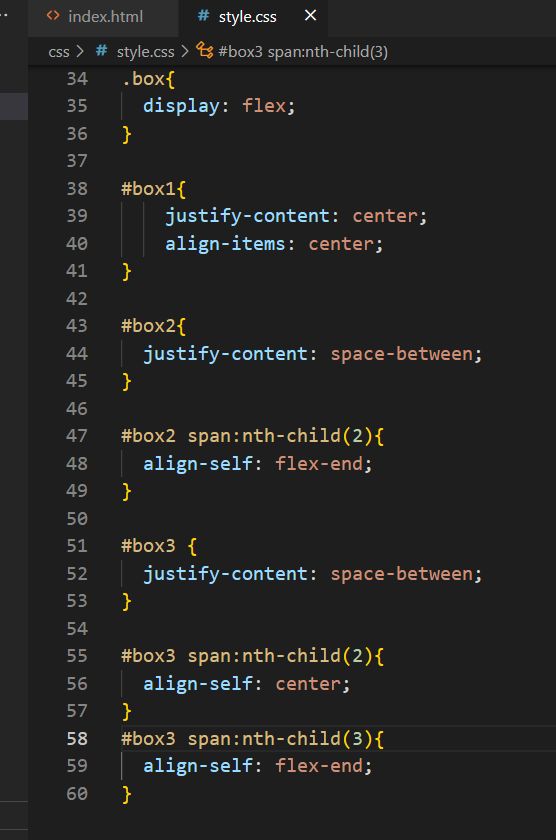 index.html
# style.css
css > # style.css > #box3 span:nth-child(3)
34 .box{
35   display: flex;
36 }
37
38 #box1{
39     justify-content: center;
40     align-items: center;
41 }
42
43 #box2{
44   justify-content: space-between;
45 }
46
47 #box2 span:nth-child(2){
48   align-self: flex-end;
49 }
50
51 #box3 {
52   justify-content: space-between;
53 }
54
55 #box3 span:nth-child(2){
56   align-self: center;
57 }
58 #box3 span:nth-child(3){
59   align-self: flex-end;
60 }